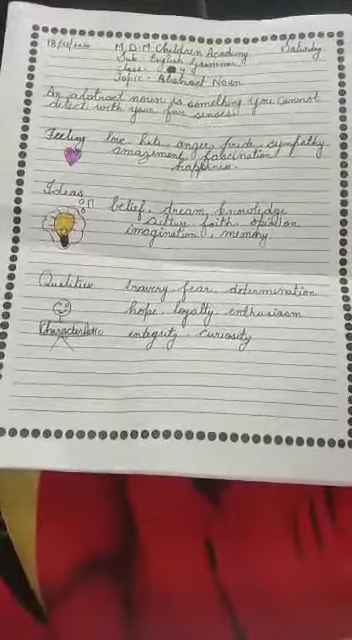 M.D.M Children Academy Saturday
Sub- English Grammar
Class- 4
Topic - Abstract Noun
An abstract noun is something you cannot
detect with your five senses
Feeling love hate, anger, pride, sympathy
amazement, fascination
happiness.
Ideas belief, dream, knowledge
culture faith, opinion
imagination, memory.
Qualities bravery, fear, determination
hope, loyalty, enthusiasm
Characteristic integrity, curiosity